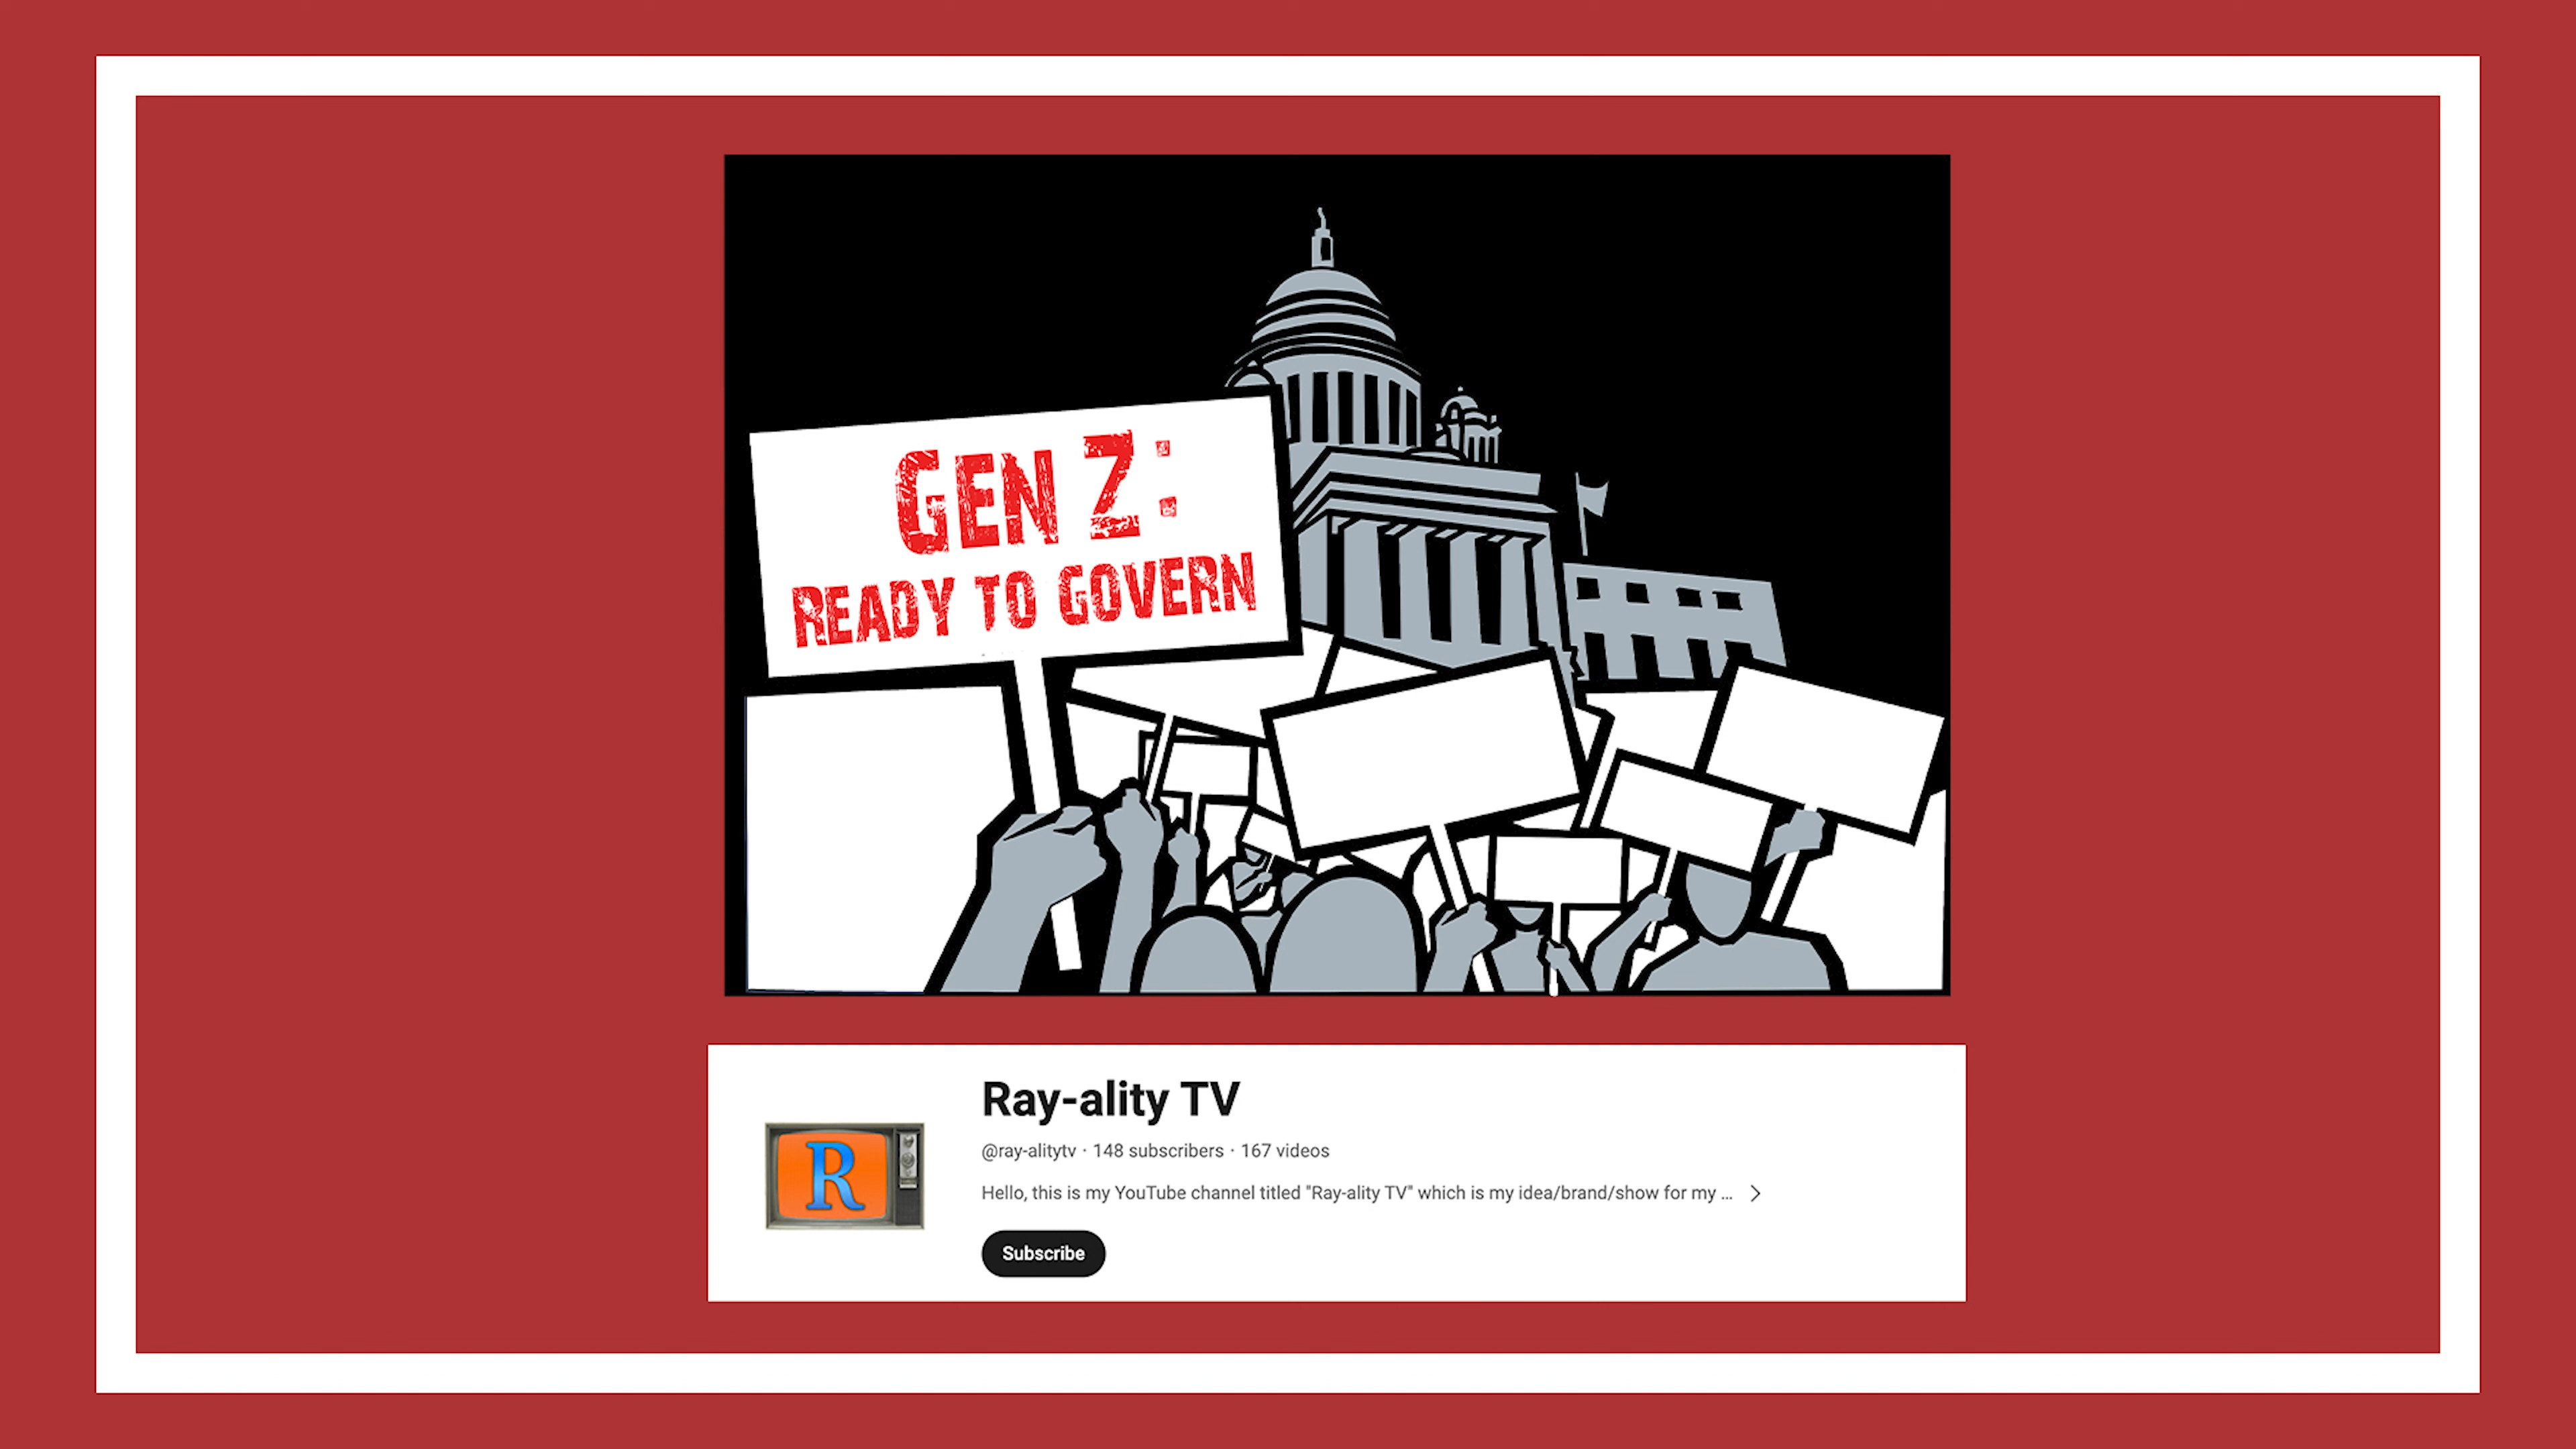 GEN Z:
READY TO GOVERN
Ray-ality TV
@ray-alitytv · 148 subscribers · 167 videos
Hello, this is my YouTube channel titled "Ray-ality TV" which is my idea/brand/show for my ...
R
Subscribe